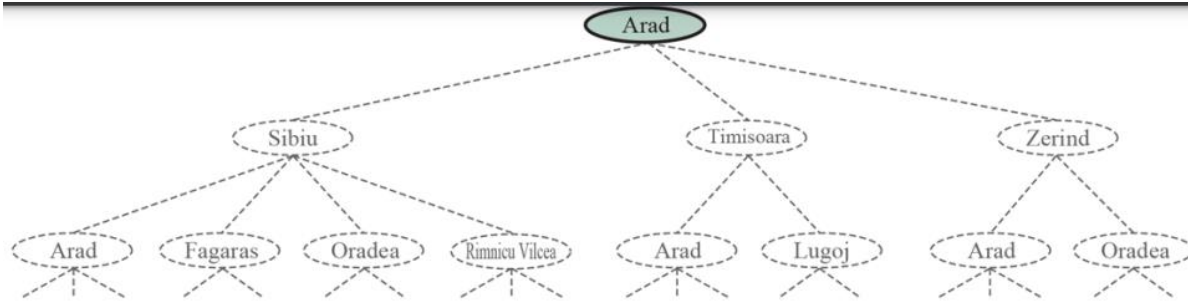 Arad
Sibiu Timisoara Zerind
Arad Fagaras Oradea Rimnicu Vilcea Arad Lugoj Arad Oradea